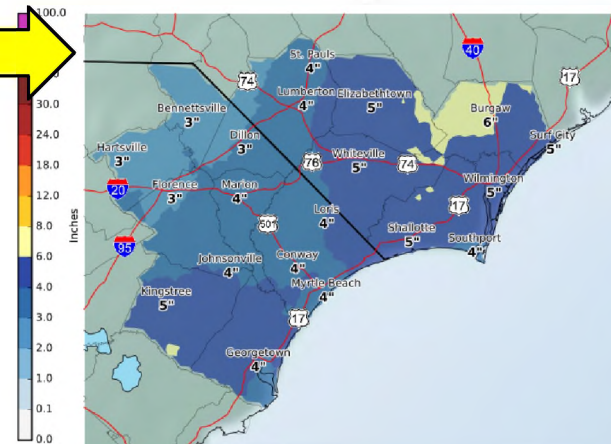 100.0
30.0
24.0
18.0
12.0
8.0
6.0
5.0
4.0
3.0
2.0
1.0
0.1
0.0
Inches
St. Pauls
4"
40
17
74
Lumberton
4"
Elizabethtown
5"
Burgaw
6"
Bennettsville
3"
Dillon
3"
Surf City
5"
Hartsville
3"
76
Whiteville
5"
74
Florence
3"
Marion
4"
20
Wilmington
5"
17
Loris
4"
501
Shallotte
5"
Southport
4"
95
Johnsonville
4"
Conway
4"
Myrtle Beach
4"
Kingstree
5"
17
Georgetown
4"